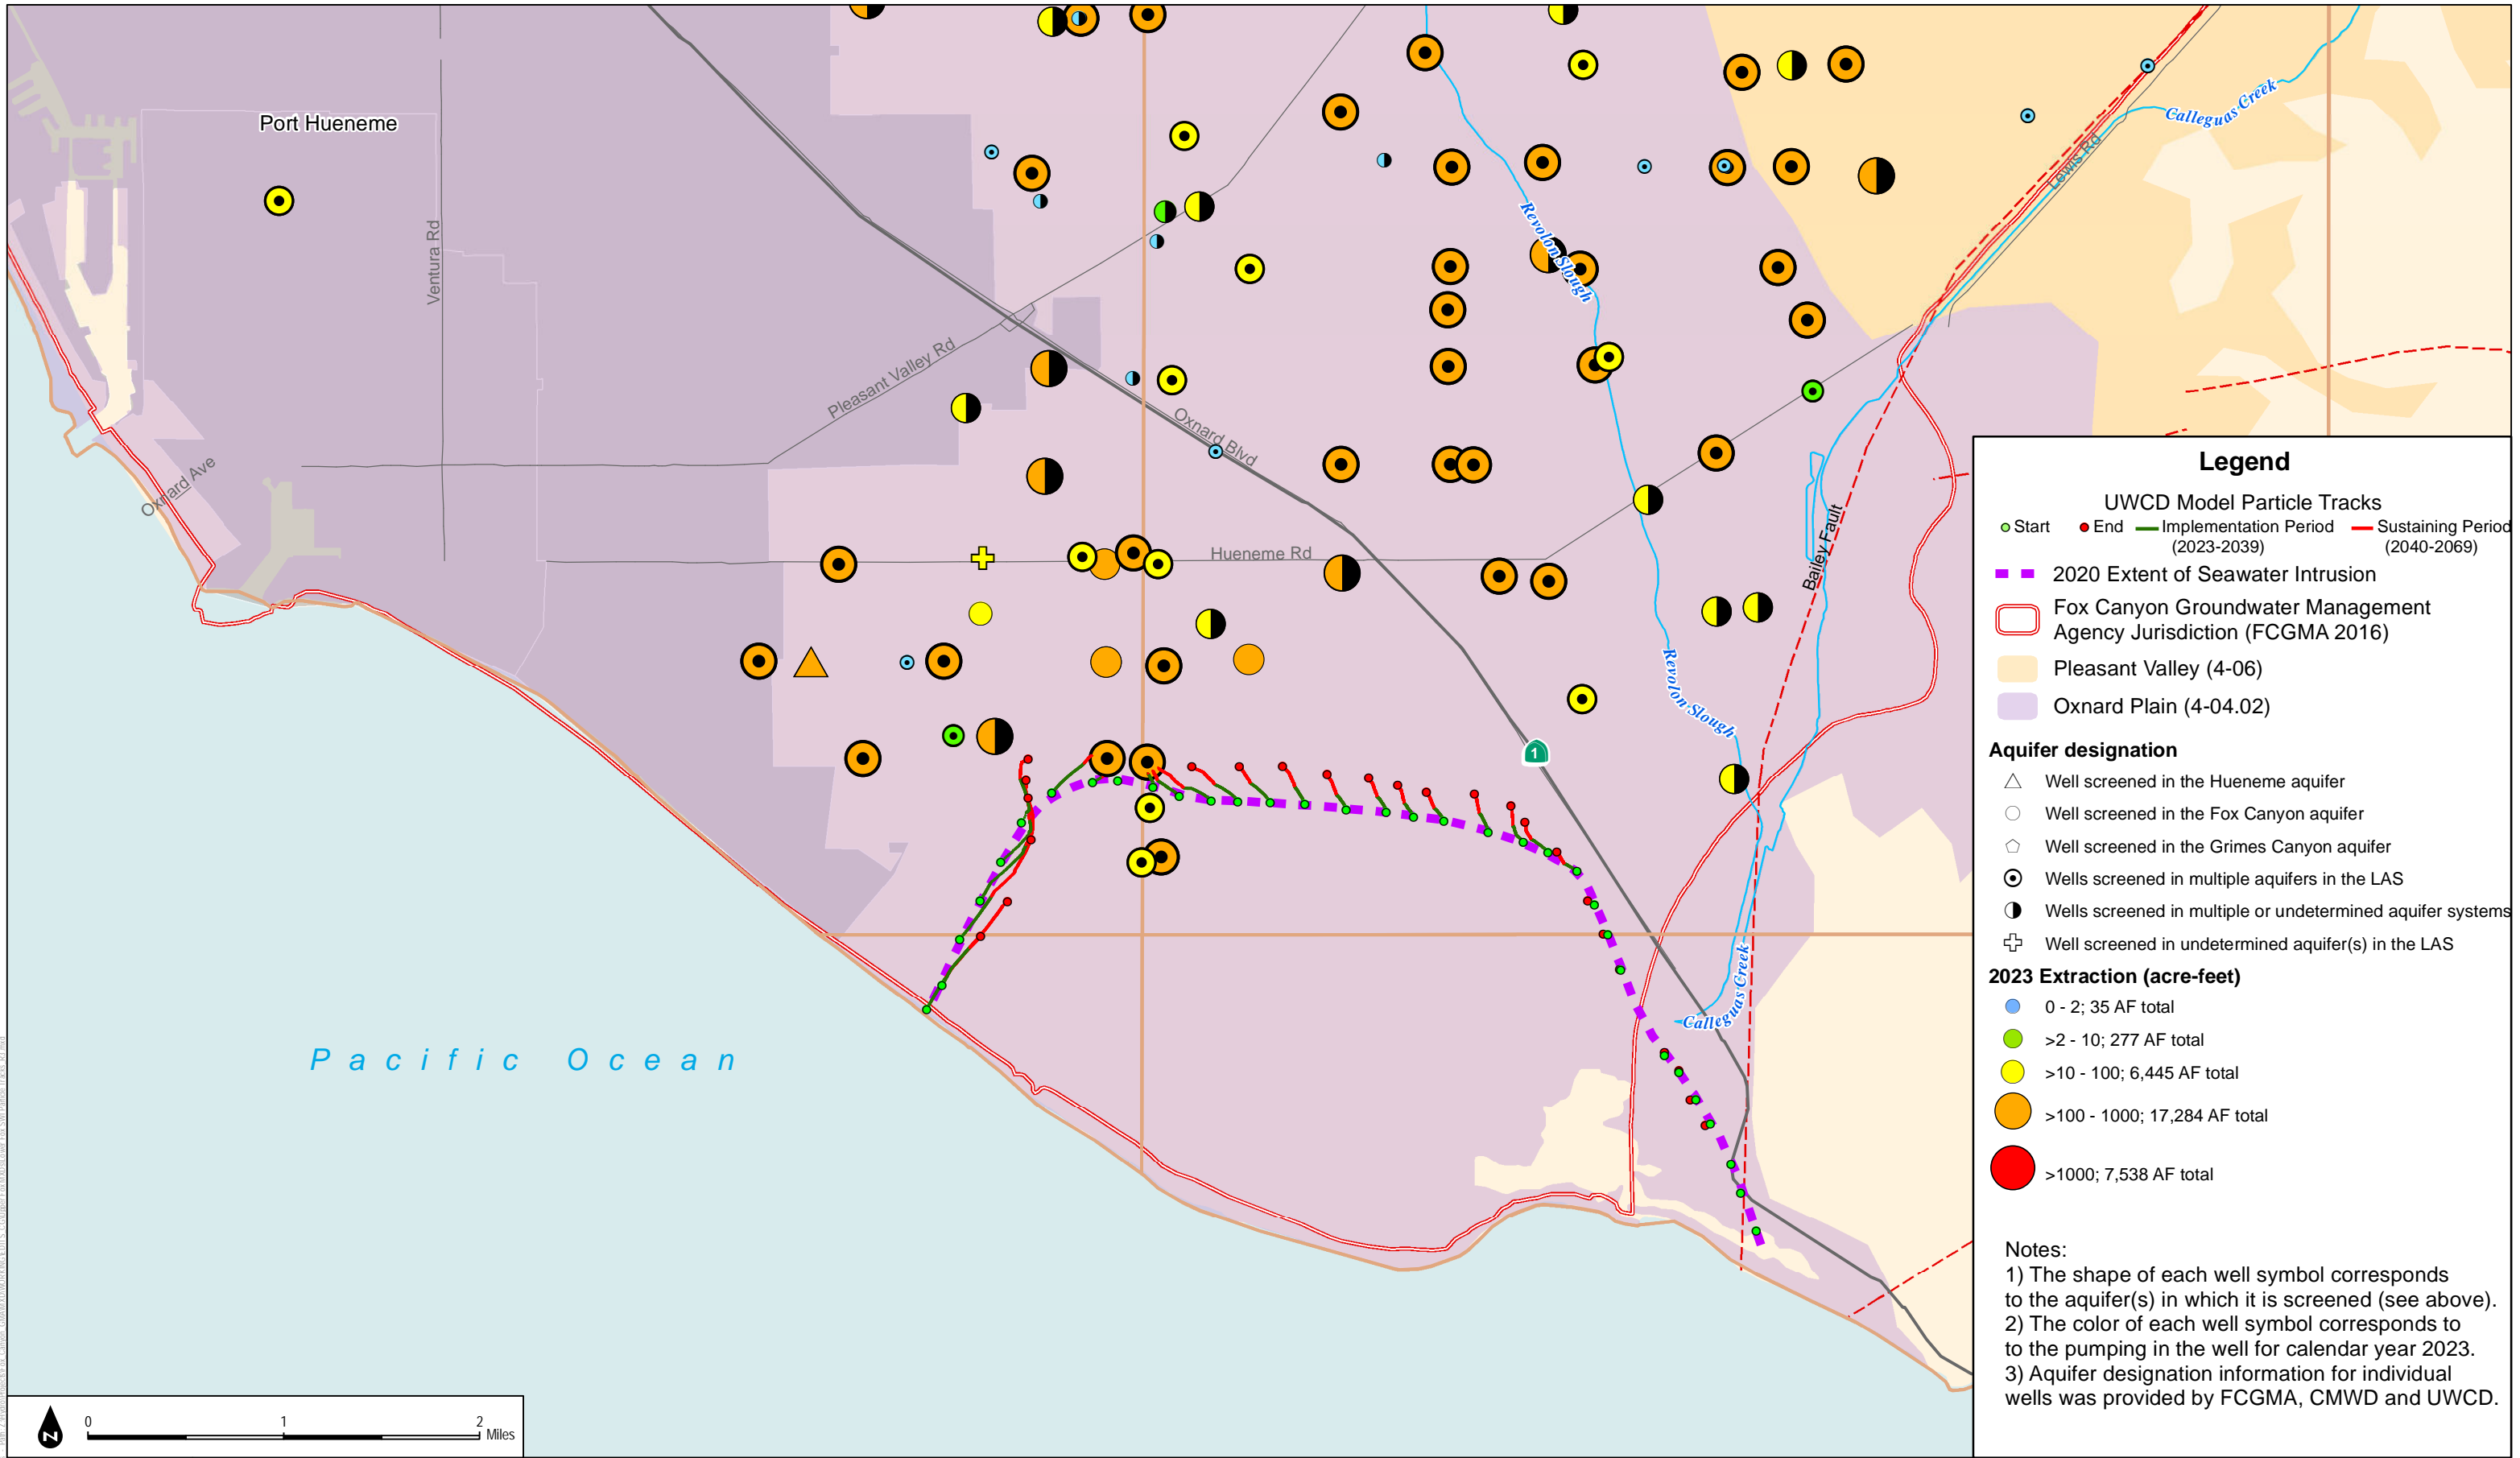 Port Hueneme
Ventura Rd
Oxnard Ave
Pleasant Valley Rd
Oxnard Blvd
Hueneme Rd
Revolon Slough
Revolon Slough
Calleguas Creek
Lewis Rd
Bailey Fault
1
Calleguas Creek
Pacific Ocean
N
0 1 2
Miles
Legend
UWCD Model Particle Tracks
Start End Implementation Period Sustaining Period
(2023-2039) (2040-2069)
2020 Extent of Seawater Intrusion
Fox Canyon Groundwater Management
Agency Jurisdiction (FCGMA 2016)
Pleasant Valley (4-06)
Oxnard Plain (4-04.02)
Aquifer designation
Well screened in the Hueneme aquifer
Well screened in the Fox Canyon aquifer
Well screened in the Grimes Canyon aquifer
Wells screened in multiple aquifers in the LAS
Wells screened in multiple or undetermined aquifer systems
Well screened in undetermined aquifer(s) in the LAS
2023 Extraction (acre-feet)
0 - 2; 35 AF total
>2 - 10; 277 AF total
>10 - 100; 6,445 AF total
>100 - 1000; 17,284 AF total
>1000; 7,538 AF total
Notes:
1) The shape of each well symbol corresponds
to the aquifer(s) in which it is screened (see above).
2) The color of each well symbol corresponds to
to the pumping in the well for calendar year 2023.
3) Aquifer designation information for individual
wells was provided by FCGMA, CMWD and UWCD.